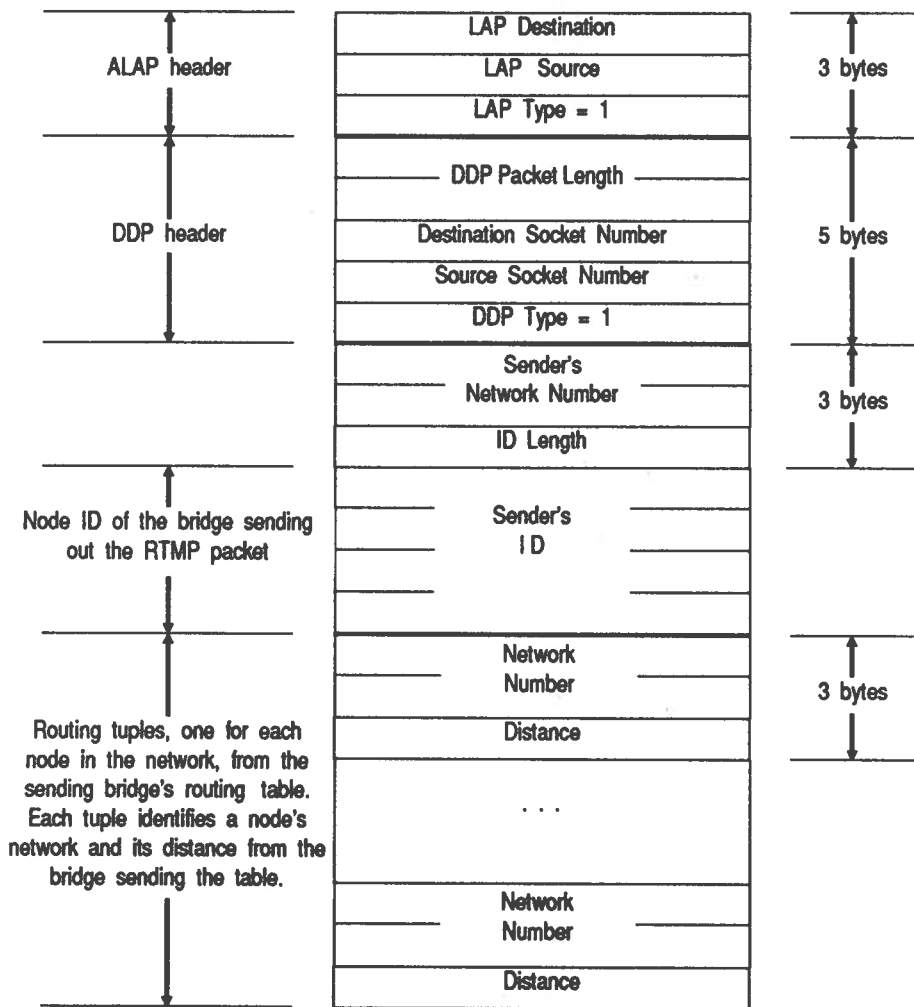 LAP Destination
ALAP header
LAP Source
3 bytes
LAP Type = 1
DDP Packet Length
DDP header
Destination Socket Number
5 bytes
Source Socket Number
DDP Type = 1
Sender's
Network Number
3 bytes
ID Length
Node ID of the bridge sending
out the RTMP packet
Sender's
ID
Network
Number
3 bytes
Distance
Routing tuples, one for each
node in the network, from the
sending bridge's routing table.
Each tuple identifies a node's
network and its distance from the
bridge sending the table.
. . .
Network
Number
Distance